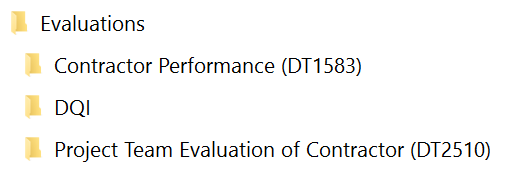 Evaluations
Contractor Performance (DT1583)
DQI
Project Team Evaluation of Contractor (DT2510)